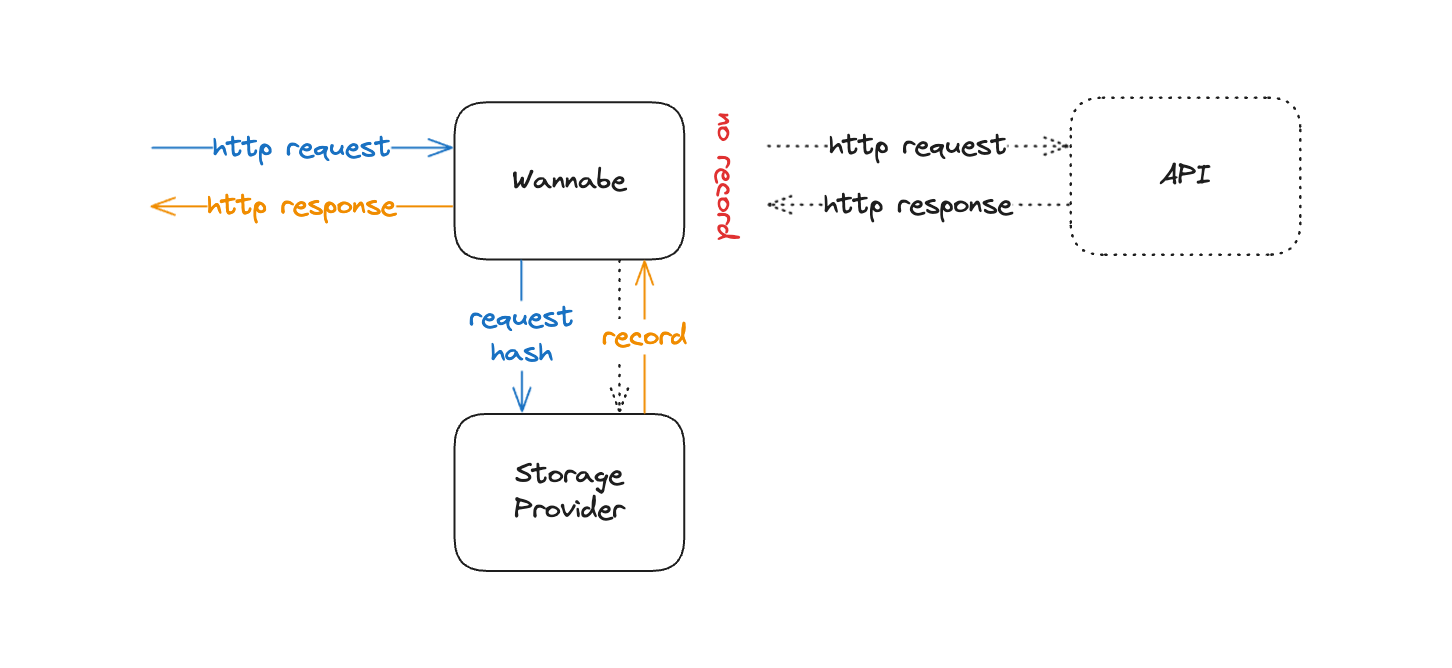 http request
http response
Wannabe
no record
http request
http response
API
request
hash
record
Storage
Provider